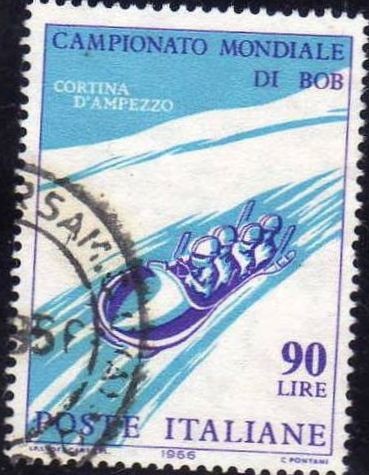 CAMPIONATO MONDIALE
DI BOB
CORTINA
D'AMPEZZO
90
LIRE
POSTE ITALIANE
1966
C. PONTANI